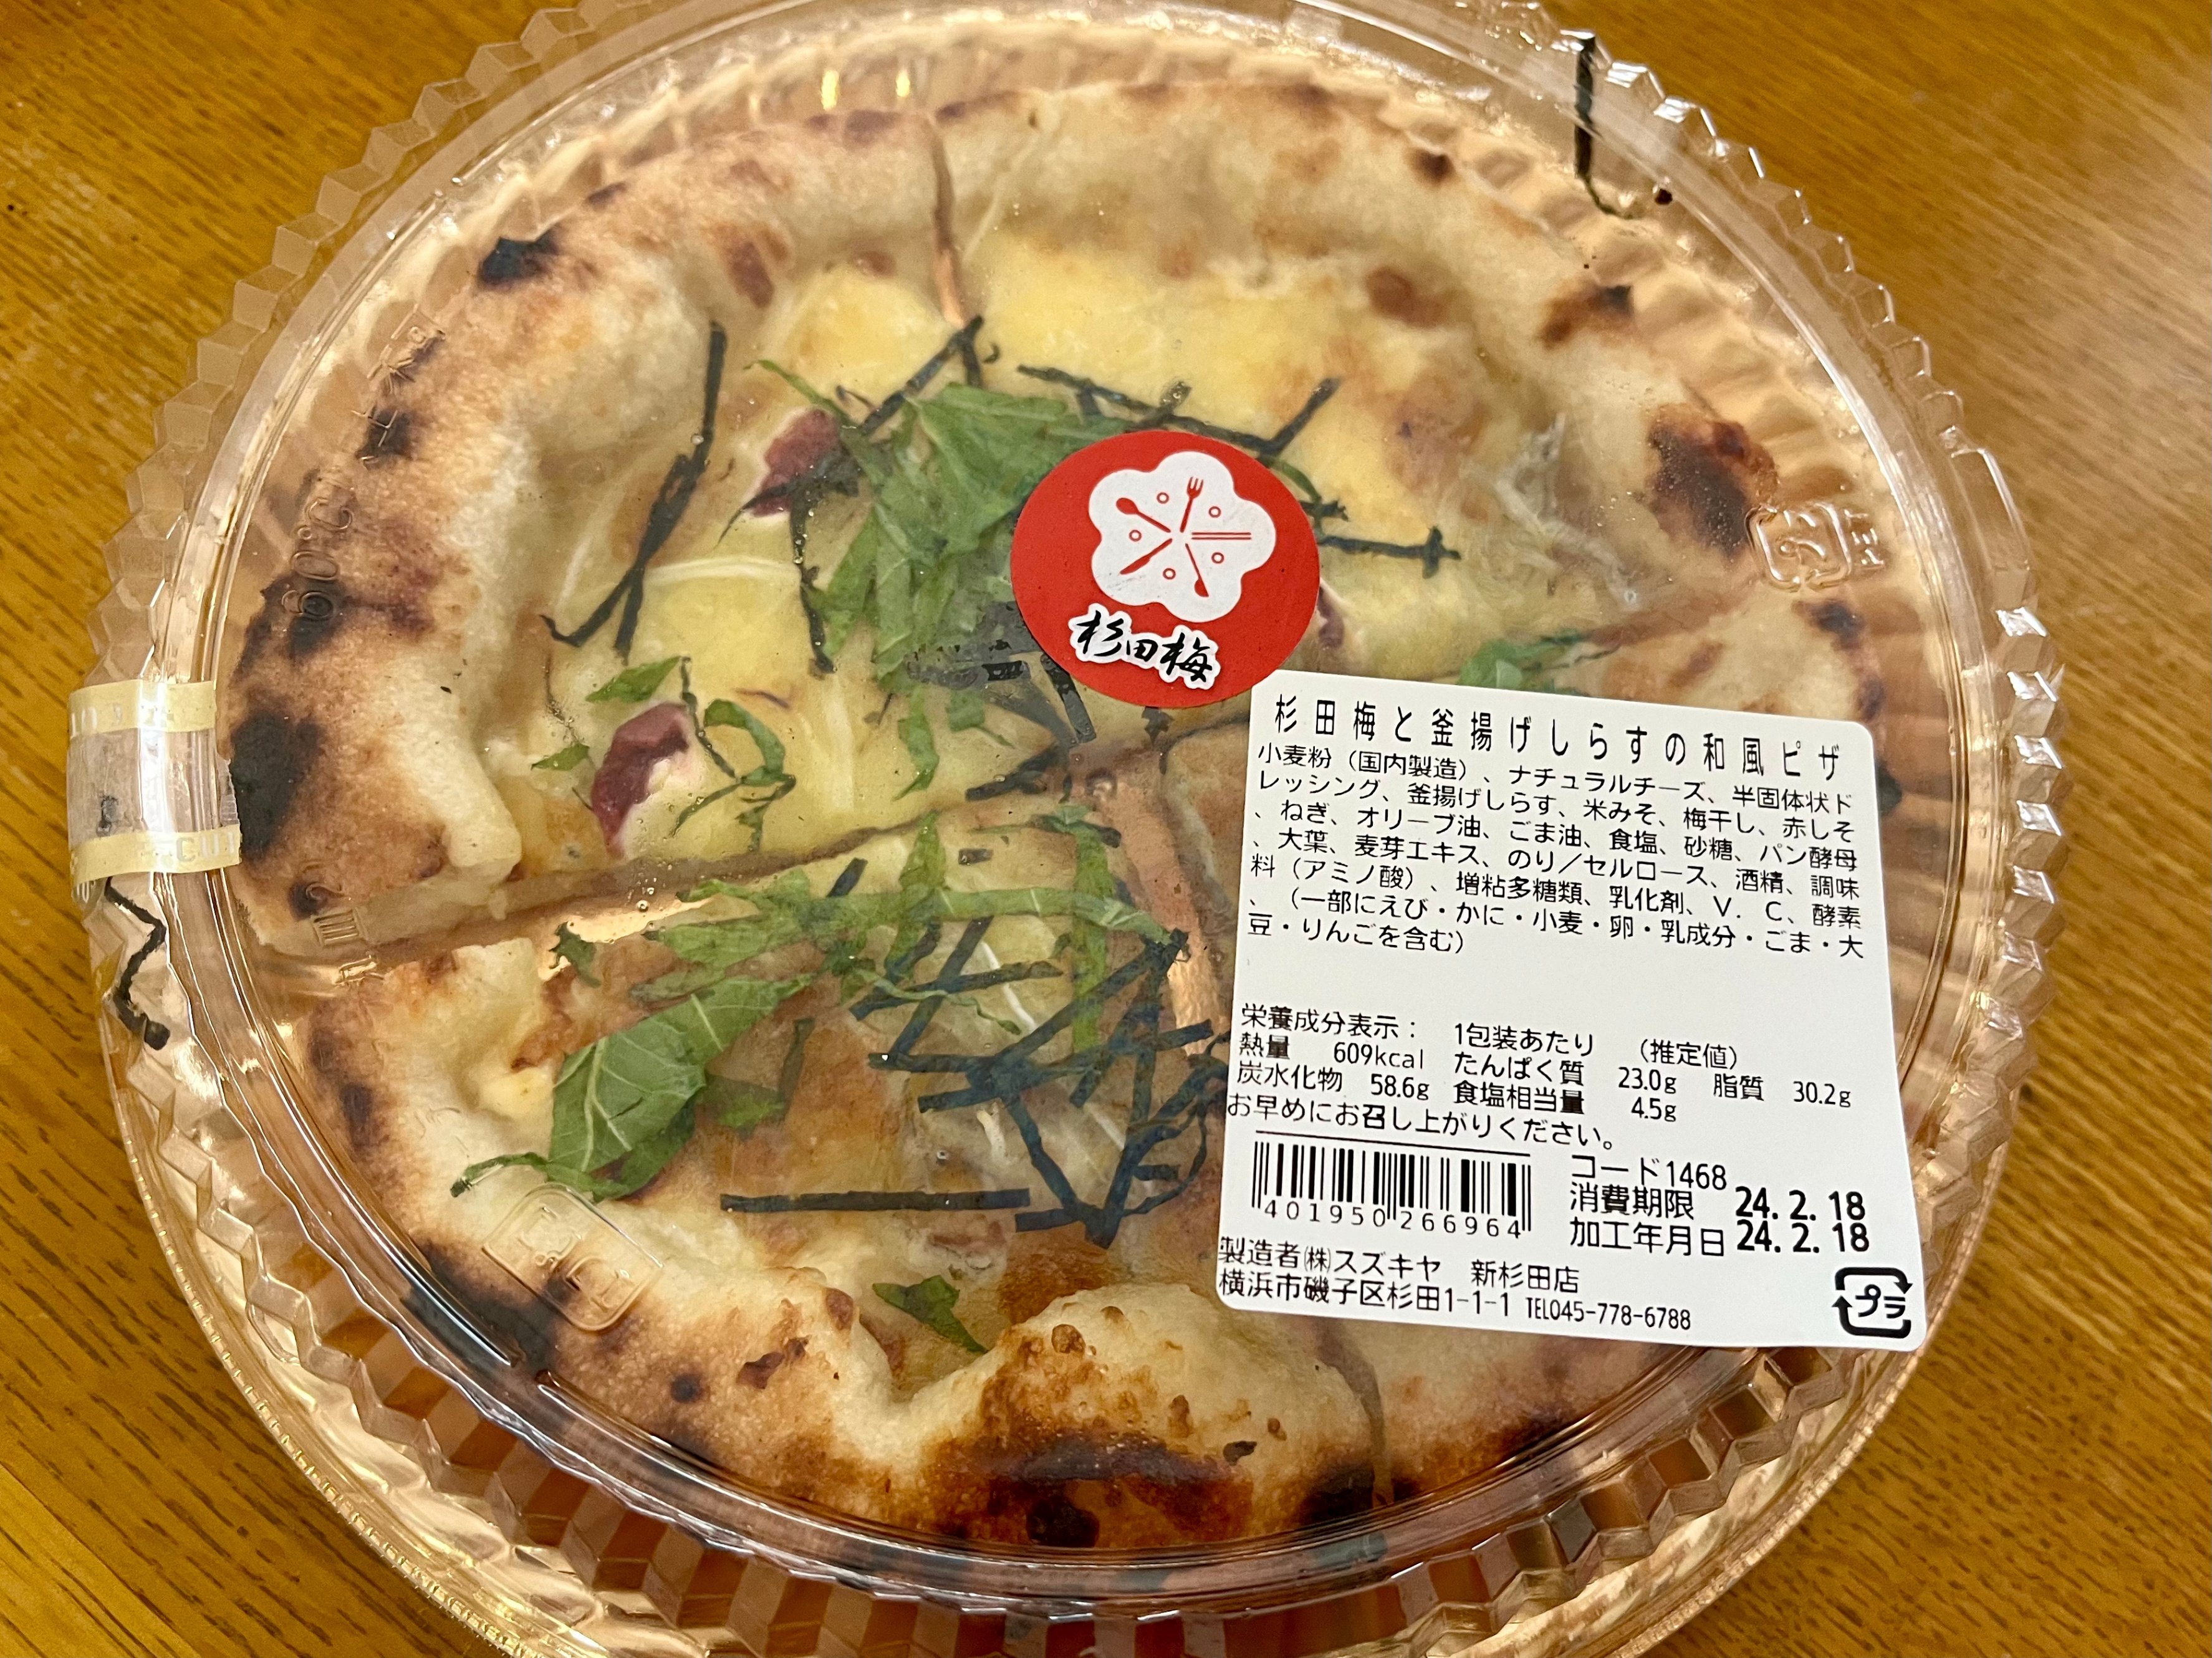 杉田梅
杉田梅と釜揚げしらすの和風ピザ
小麦粉（国内製造）、ナチュラルチーズ、半固体状ド
レッシング、釜揚げしらす、米みそ、梅干し、赤しそ
、ねぎ、オリーブ油、ごま油、食塩、砂糖、パン酵母
、大葉、麦芽エキス、のり／セルロース、酒精、調味
料（アミノ酸）、増粘多糖類、乳化剤、V．C、酵素
、（一部にえび・かに・小麦・卵・乳成分・ごま・大
豆・りんごを含む）
栄養成分表示： 1包装あたり （推定値）
熱量 609kcal たんぱく質 23.0g 脂質 30.2g
炭水化物 58.6g 食塩相当量 4.5g
お早めにお召し上がりください。
コード1468
消費期限 24.2.18
加工年月日 24.2.18
401950266964
製造者㈱スズキヤ 新杉田店
横浜市磯子区杉田1-1-1 TEL045-778-6788
プラ